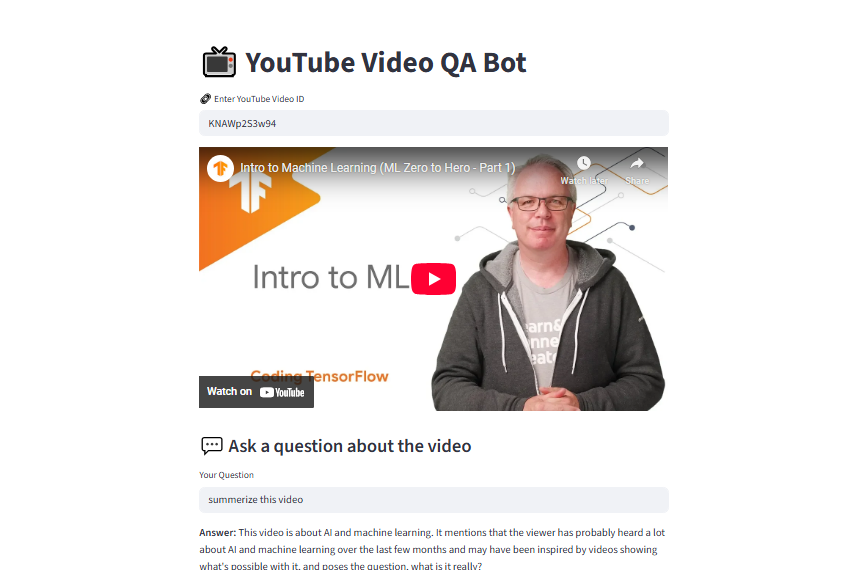 YouTube Video QA Bot
Enter YouTube Video ID
KNAWp2S3w94
Intro to Machine Learning (ML Zero to Hero - Part 1)
Watch later
Share
Intro to ML
earn&
onne
eat
Coding TensorFlow
Watch on YouTube
Ask a question about the video
Your Question
summerize this video
Answer: This video is about AI and machine learning. It mentions that the viewer has probably heard a lot
about AI and machine learning over the last few months and may have been inspired by videos showing
what's possible with it, and poses the question, what is it really?